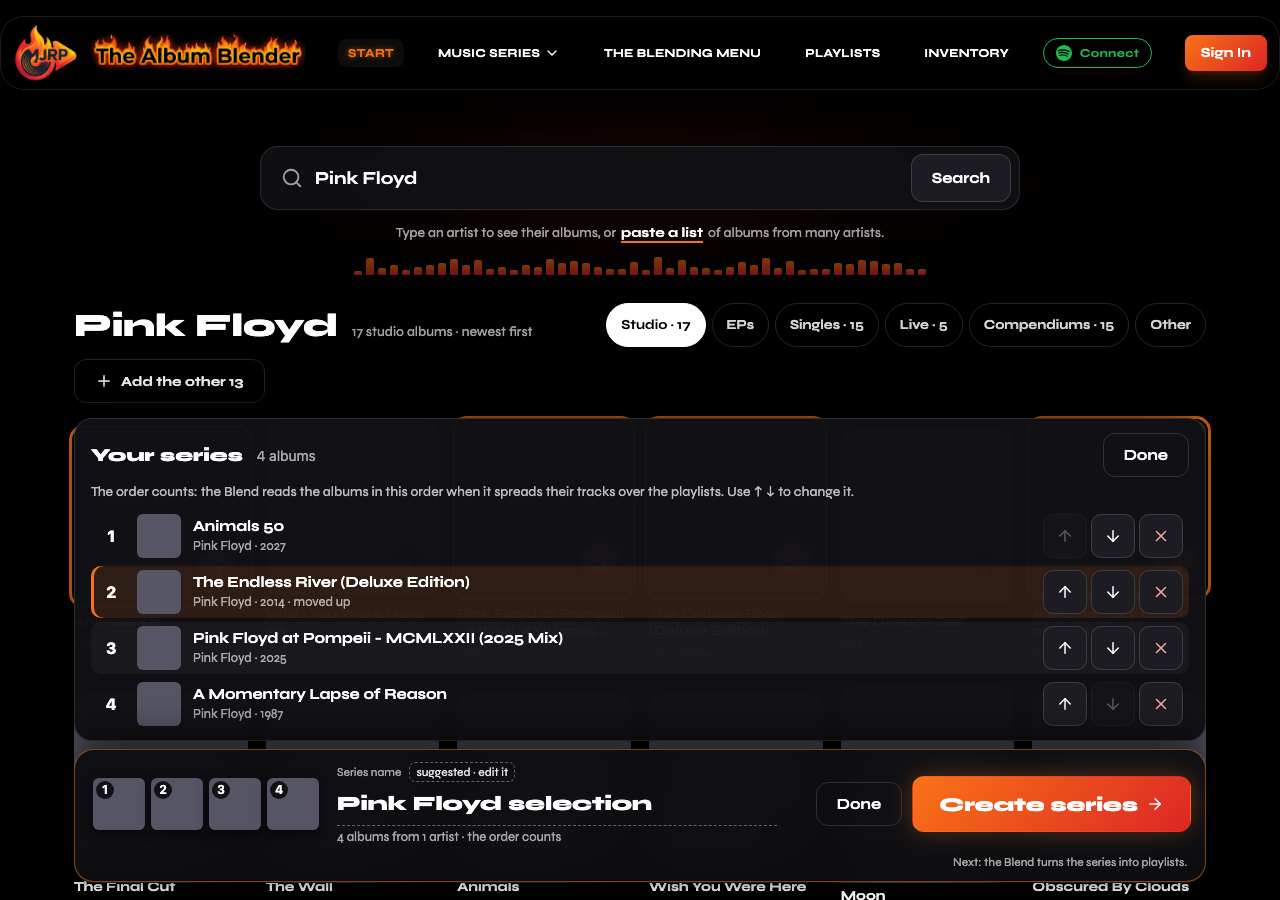 JRP
The Album Blender
START
MUSIC SERIES
THE BLENDING MENU
PLAYLISTS
INVENTORY
Connect
Sign In
Pink Floyd
Search
Type an artist to see their albums, or paste a list of albums from many artists.
Pink Floyd
17 studio albums · newest first
Studio · 17
EPs
Singles · 15
Live · 5
Compendiums · 15
Other
+ Add the other 13
Your series
4 albums
Done
The order counts: the Blend reads the albums in this order when it spreads their tracks over the playlists. Use ↑ ↓ to change it.
1
Animals 50
Pink Floyd · 2027
2
The Endless River (Deluxe Edition)
Pink Floyd · 2014 · moved up
3
Pink Floyd at Pompeii - MCMLXXII (2025 Mix)
Pink Floyd · 2025
4
A Momentary Lapse of Reason
Pink Floyd · 1987
1
2
3
4
Series name
suggested · edit it
Pink Floyd selection
4 albums from 1 artist · the order counts
Done
Create series →
Next: the Blend turns the series into playlists.
The Final Cut
The Wall
Animals
Wish You Were Here
Moon
Obscured By Clouds